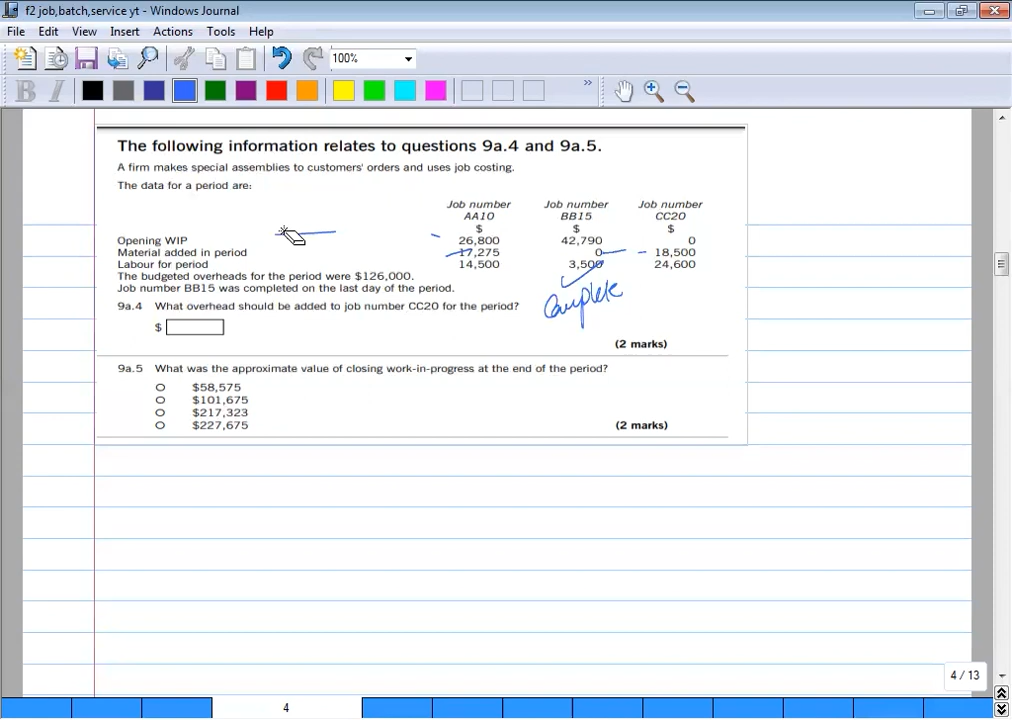 f2 job,batch,service yt - Windows Journal
File Edit View Insert Actions Tools Help
100%
B I »
The following information relates to questions 9a.4 and 9a.5.
A firm makes special assemblies to customers' orders and uses job costing.
The data for a period are:
Job number Job number Job number
AA10 BB15 CC20
$ $ $
Opening WIP 26,800 42,790 0
Material added in period 17,275 0 18,500
Labour for period 14,500 3,500 24,600
The budgeted overheads for the period were $126,000.
Job number BB15 was completed on the last day of the period.
Complete
9a.4 What overhead should be added to job number CC20 for the period?
$
(2 marks)
9a.5 What was the approximate value of closing work-in-progress at the end of the period?
O $58,575
O $101,675
O $217,323
O $227,675
(2 marks)
4 / 13
4